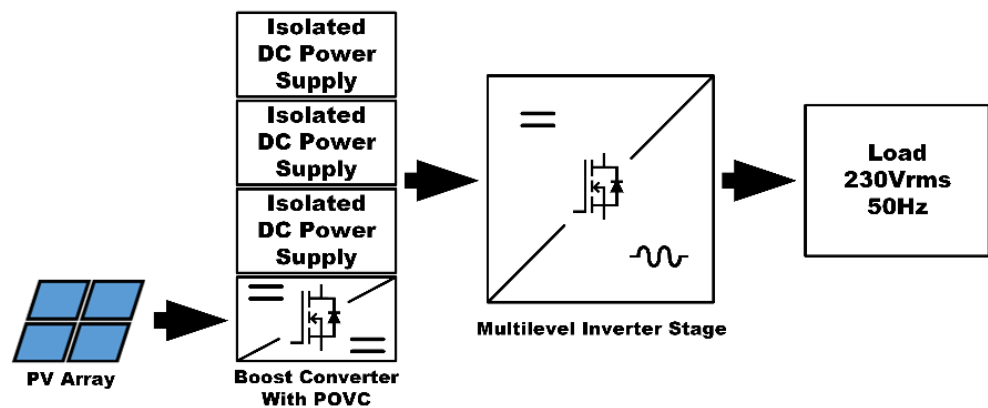 Isolated
DC Power
Supply
Isolated
DC Power
Supply
Isolated
DC Power
Supply
Load
230Vrms
50Hz
Multilevel Inverter Stage
PV Array
Boost Converter
With POVC